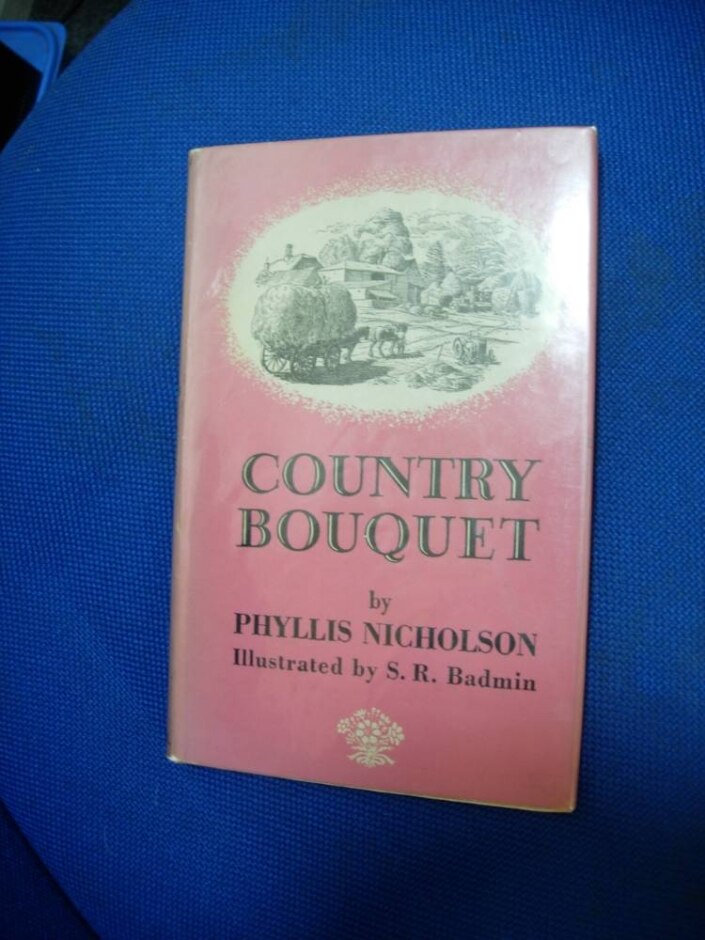 COUNTRY
BOUQUET
by
PHYLLIS NICHOLSON
Illustrated by S. R. Badmin